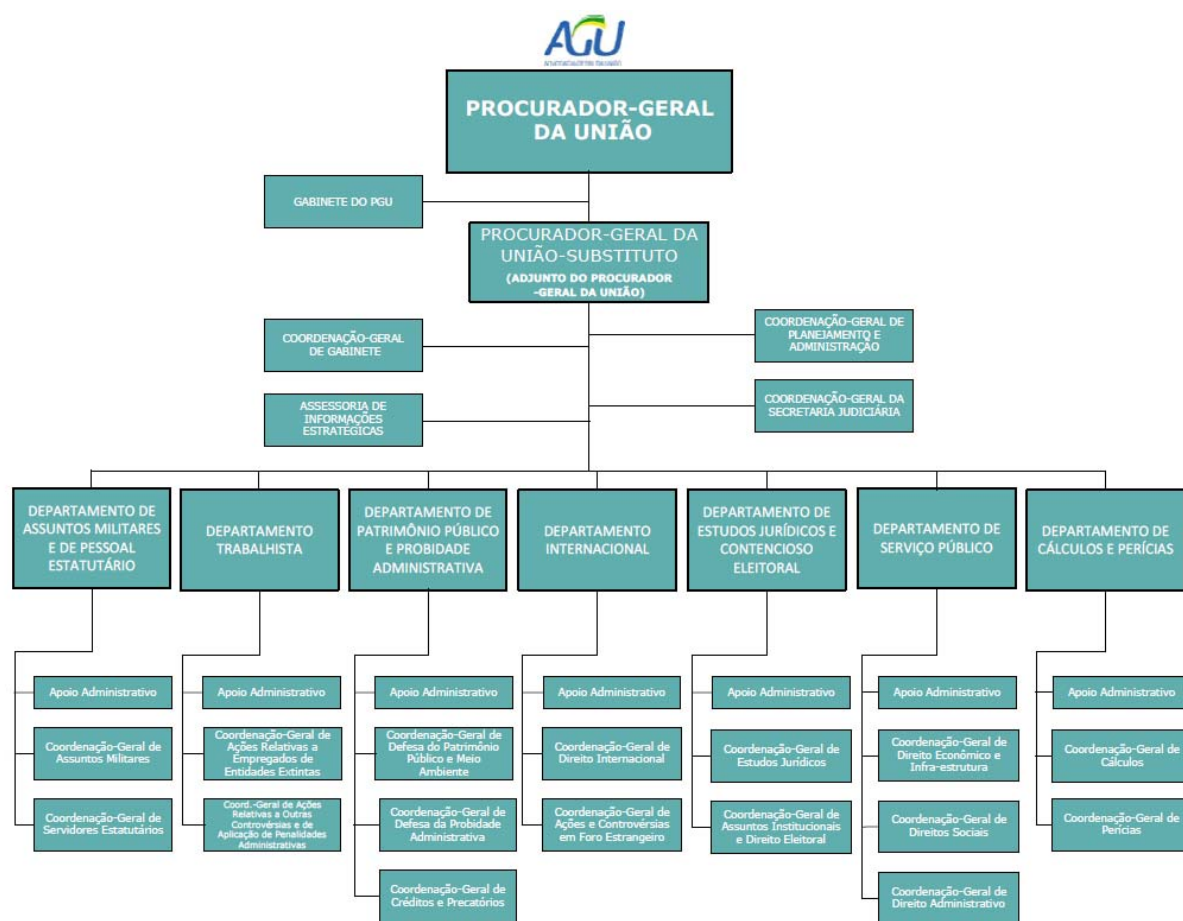 AGU
PROCURADOR-GERAL
DA UNIÃO
GABINETE DO PGU
PROCURADOR-GERAL DA
UNIÃO-SUBSTITUTO
(ADJUNTO DO PROCURADOR
-GERAL DA UNIÃO)
COORDENAÇÃO-GERAL
DE GABINETE
COORDENAÇÃO-GERAL DE
PLANEJAMENTO E
ADMINISTRAÇÃO
ASSESSORIA DE
INFORMAÇÕES
ESTRATÉGICAS
COORDENAÇÃO-GERAL DA
SECRETARIA JUDICIÁRIA
DEPARTAMENTO DE
ASSUNTOS MILITARES
E DE PESSOAL
ESTATUTÁRIO
DEPARTAMENTO
TRABALHISTA
DEPARTAMENTO DE
PATRIMÔNIO PÚBLICO
E PROBIDADE
ADMINISTRATIVA
DEPARTAMENTO
INTERNACIONAL
DEPARTAMENTO DE
ESTUDOS JURÍDICOS E
CONTENCIOSO
ELEITORAL
DEPARTAMENTO DE
SERVIÇO PÚBLICO
DEPARTAMENTO DE
CÁLCULOS E PERÍCIAS
Apoio Administrativo
Coordenação-Geral de
Assuntos Militares
Coordenação-Geral de
Servidores Estatutários
Apoio Administrativo
Coordenação-Geral de
Ações Relativas a
Empregados de
Entidades Extintas
Coord.-Geral de Ações
Relativas a Outras
Controvérsias e de
Aplicação de Penalidades
Administrativas
Apoio Administrativo
Coordenação-Geral de
Defesa do Patrimônio
Público e Meio
Ambiente
Coordenação-Geral de
Defesa da Probidade
Administrativa
Coordenação-Geral de
Créditos e Precatórios
Apoio Administrativo
Coordenação-Geral de
Direito Internacional
Coordenação-Geral de
Ações e Controvérsias
em Foro Estrangeiro
Apoio Administrativo
Coordenação-Geral de
Estudos Jurídicos
Coordenação-Geral de
Assuntos Institucionais
e Direito Eleitoral
Apoio Administrativo
Coordenação-Geral de
Direito Econômico e
Infra-estrutura
Coordenação-Geral de
Direitos Sociais
Coordenação-Geral de
Direito Administrativo
Apoio Administrativo
Coordenação-Geral de
Cálculos
Coordenação-Geral de
Perícias